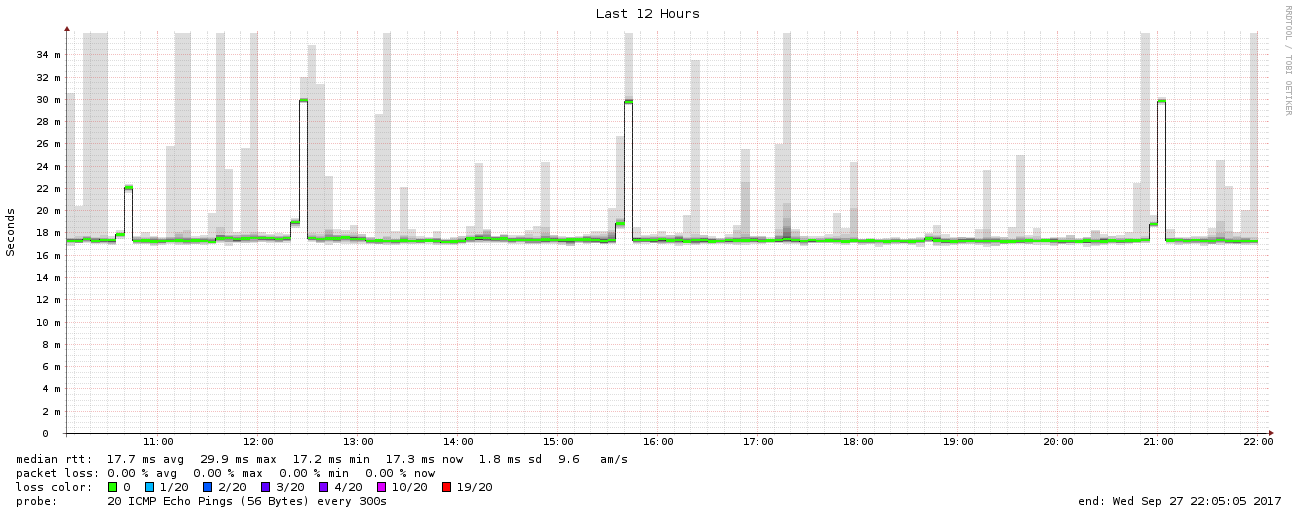 Last 12 Hours
RRDTOOL / TOBI OETIKER
Seconds
34 m
32 m
30 m
28 m
26 m
24 m
22 m
20 m
18 m
16 m
14 m
12 m
10 m
8 m
6 m
4 m
2 m
0
11:00 12:00 13:00 14:00 15:00 16:00 17:00 18:00 19:00 20:00 21:00 22:00
median rtt: 17.7 ms avg 29.9 ms max 17.2 ms min 17.3 ms now 1.8 ms sd 9.6 am/s
packet loss: 0.00 % avg 0.00 % max 0.00 % min 0.00 % now
loss color: 0 1/20 2/20 3/20 4/20 10/20 19/20
probe: 20 ICMP Echo Pings (56 Bytes) every 300s end: Wed Sep 27 22:05:05 2017